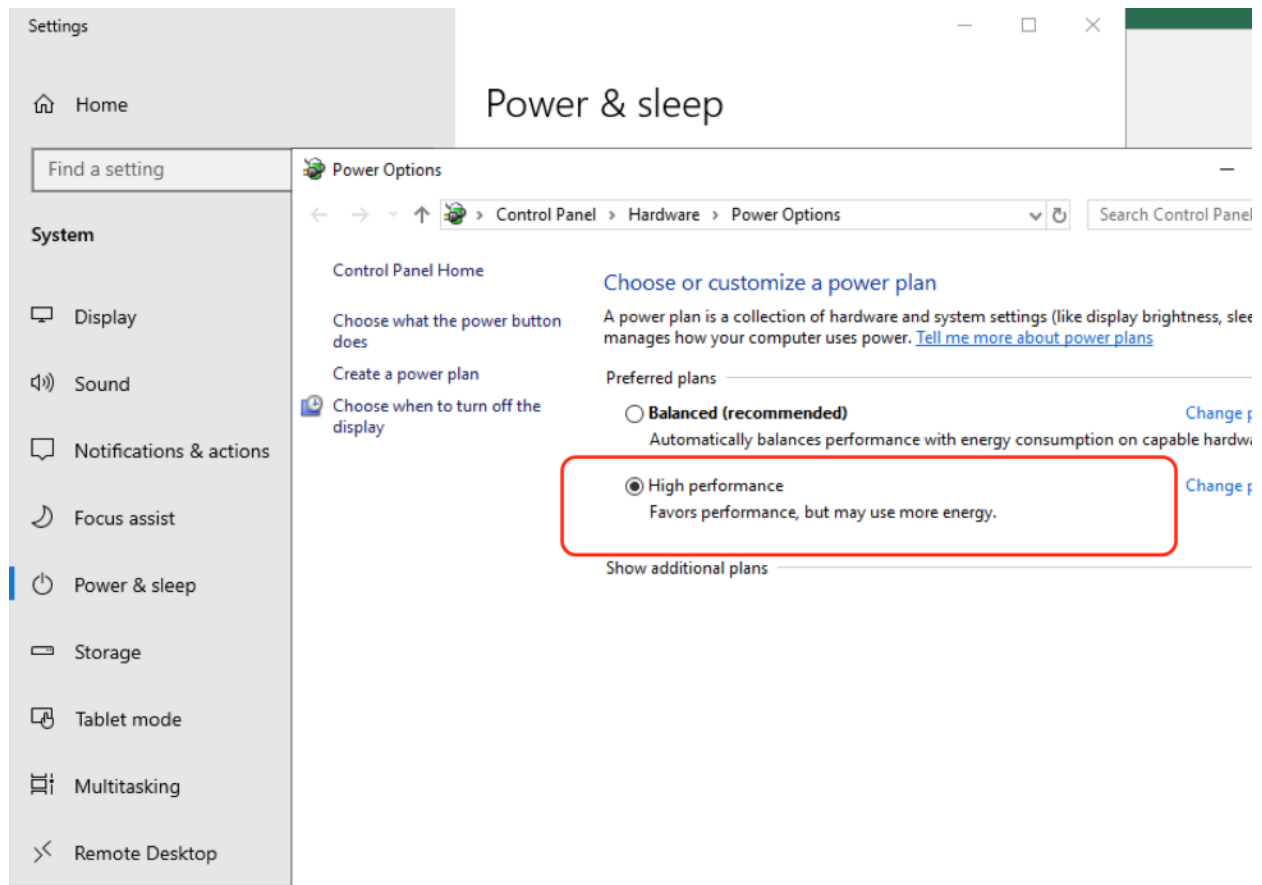 Settings
Home
Power & sleep
Find a setting
Power Options
Control Panel > Hardware > Power Options
Search Control Panel
System
Control Panel Home
Choose or customize a power plan
Display
Choose what the power button
does
A power plan is a collection of hardware and system settings (like display brightness, slee
manages how your computer uses power. Tell me more about power plans
Create a power plan
Preferred plans
Sound
Choose when to turn off the
display
Balanced (recommended)
Change p
Automatically balances performance with energy consumption on capable hardwa
Notifications & actions
High performance
Change p
Favors performance, but may use more energy.
Focus assist
Show additional plans
Power & sleep
Storage
Tablet mode
Multitasking
Remote Desktop